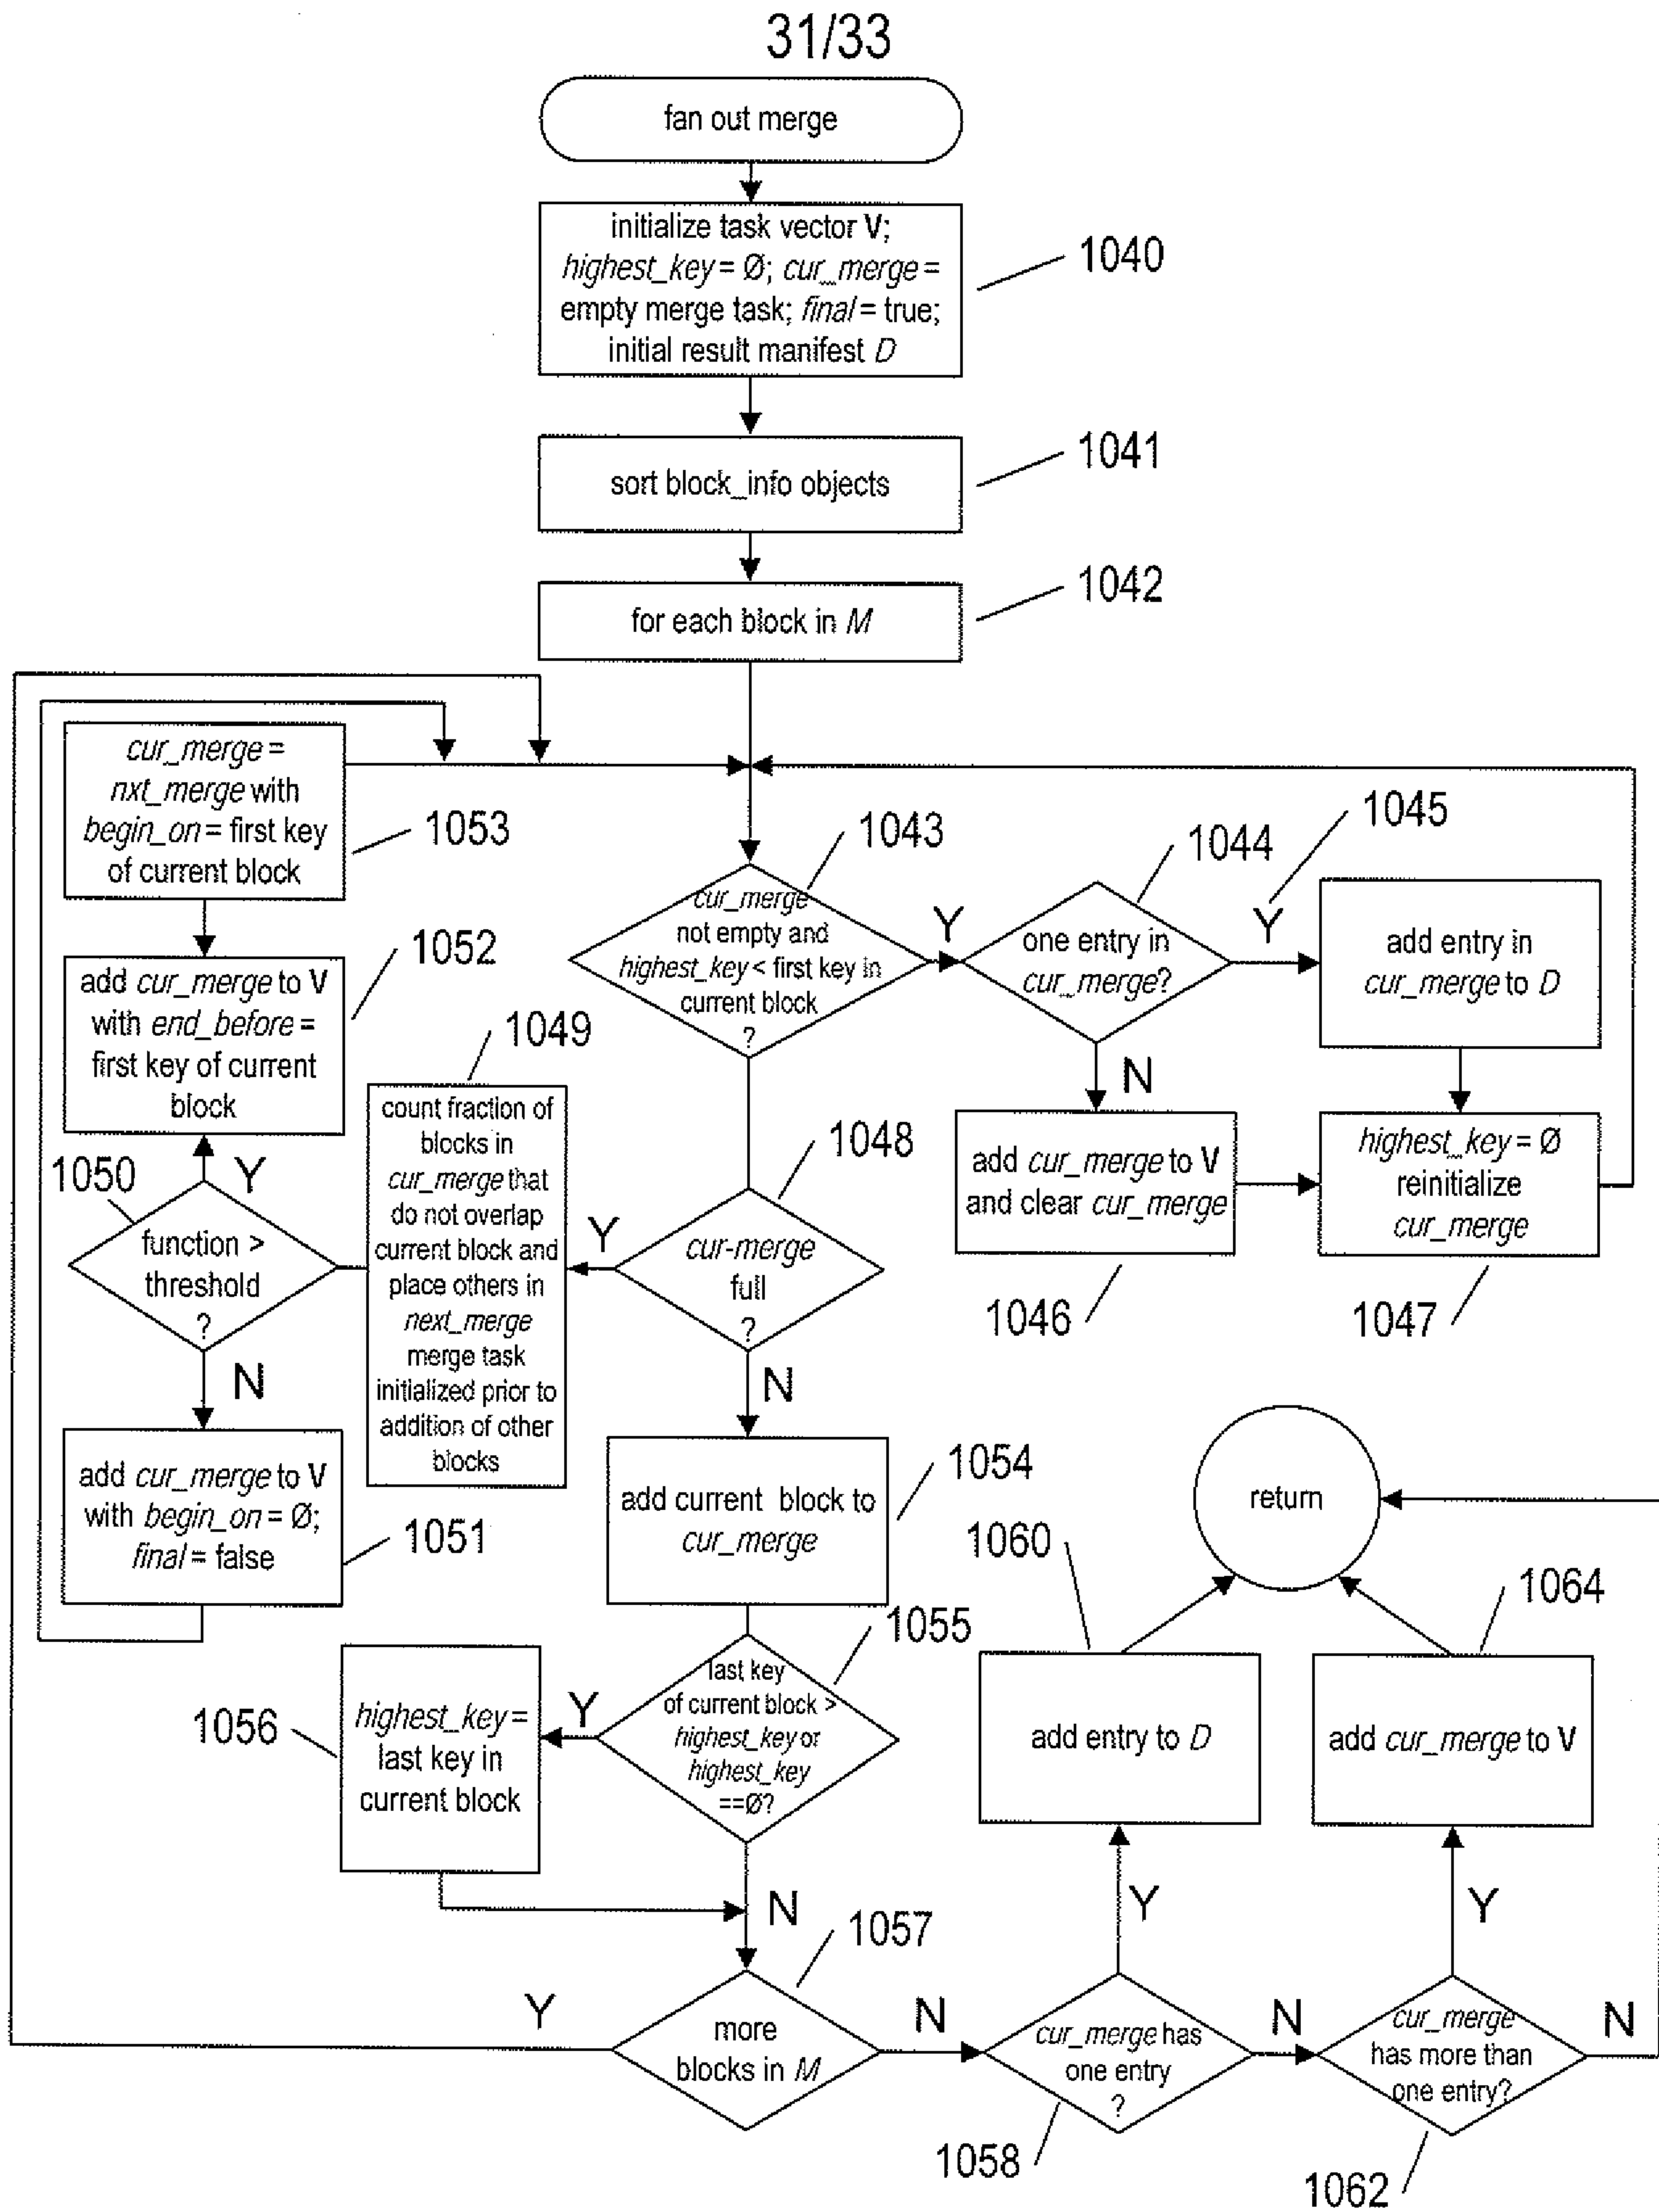 31/33
fan out merge
initialize task vector V;
highest_key = Ø; cur_merge =
empty merge task; final = true;
initial result manifest D
1040
sort block_info objects
1041
for each block in M
1042
cur_merge =
nxt_merge with
begin_on = first key
of current block
1053
add cur_merge to V
with end_before =
first key of current
block
1052
cur_merge
not empty and
highest_key < first key in
current block
?
1043
Y
one entry in
cur_merge?
1044
Y
1045
add entry in
cur_merge to D
N
add cur_merge to V
and clear cur_merge
1046
highest_key = Ø
reinitialize
cur_merge
1047
1049
count fraction of
blocks in
cur_merge that
do not overlap
current block and
place others in
next_merge
merge task
initialized prior to
addition of other
blocks
1048
cur-merge
full
?
Y
N
1050
Y
function >
threshold
?
N
add cur_merge to V
with begin_on = Ø;
final = false
1051
add current block to
cur_merge
1054
1055
last key
of current block >
highest_key or
highest_key
==Ø?
Y
N
1056
highest_key =
last key in
current block
return
1060
add entry to D
1064
add cur_merge to V
Y
Y
1057
more
blocks in M
Y
N
cur_merge has
one entry
?
1058
N
cur_merge
has more than
one entry?
N
1062